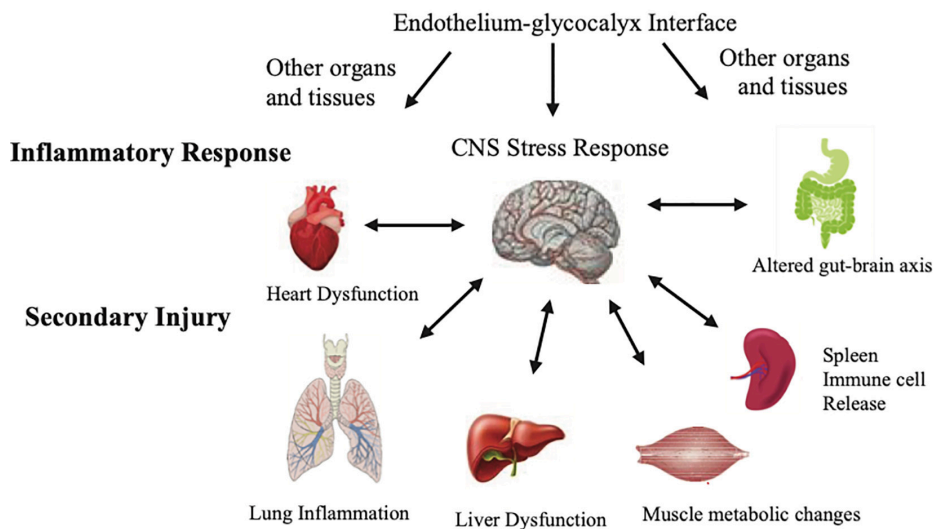 Endothelium-glycocalyx Interface
Other organs
and tissues
Other organs
and tissues
Inflammatory Response
CNS Stress Response
Heart Dysfunction
Altered gut-brain axis
Secondary Injury
Spleen
Immune cell
Release
Lung Inflammation
Liver Dysfunction
Muscle metabolic changes